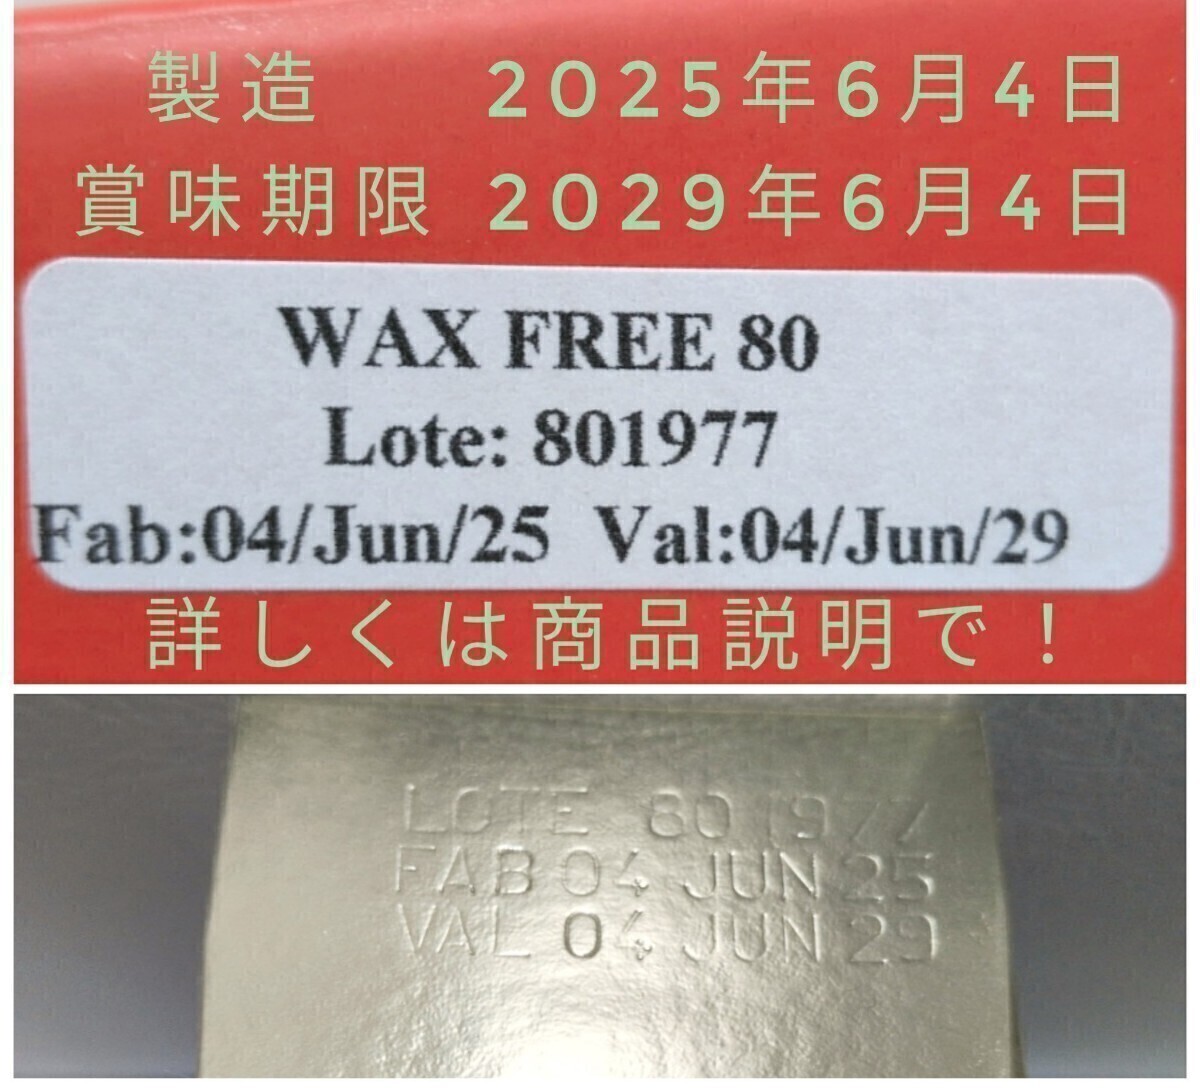 製造 2025年6月4日
賞味期限 2029年6月4日
WAX FREE 80
Lote: 801977
Fab:04/Jun/25 Val:04/Jun/29
詳しくは商品説明で！
LOTE 801977
FAB 04 JUN 25
VAL 04 JUN 29